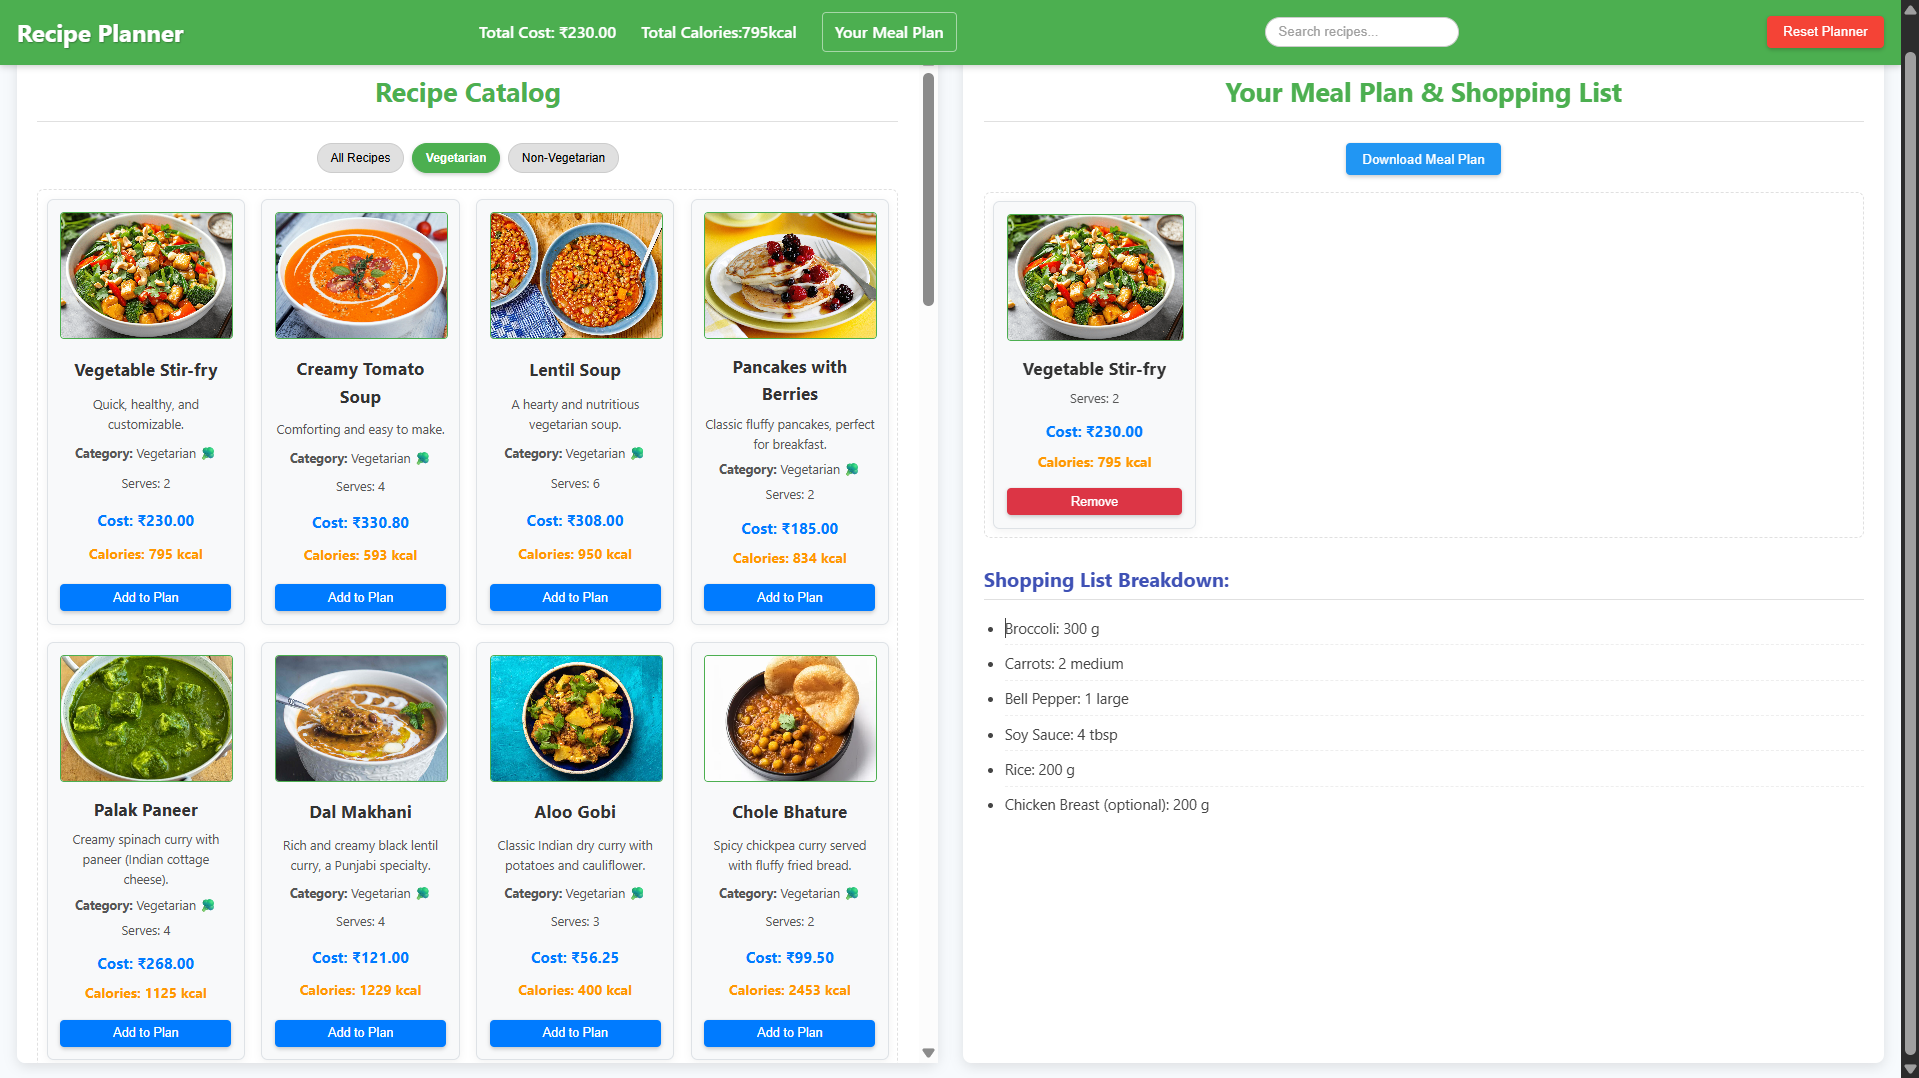 Recipe Planner
Total Cost: ₹230.00
Total Calories:795kcal
Your Meal Plan
Search recipes...
Reset Planner
Recipe Catalog
All Recipes
Vegetarian
Non-Vegetarian
Vegetable Stir-fry
Quick, healthy, and
customizable.
Category: Vegetarian
Serves: 2
Cost: ₹230.00
Calories: 795 kcal
Add to Plan
Creamy Tomato
Soup
Comforting and easy to make.
Category: Vegetarian
Serves: 4
Cost: ₹330.80
Calories: 593 kcal
Add to Plan
Lentil Soup
A hearty and nutritious
vegetarian soup.
Category: Vegetarian
Serves: 6
Cost: ₹308.00
Calories: 950 kcal
Add to Plan
Pancakes with
Berries
Classic fluffy pancakes, perfect
for breakfast.
Category: Vegetarian
Serves: 2
Cost: ₹185.00
Calories: 834 kcal
Add to Plan
Palak Paneer
Creamy spinach curry with
paneer (Indian cottage
cheese).
Category: Vegetarian
Serves: 4
Cost: ₹268.00
Calories: 1125 kcal
Add to Plan
Dal Makhani
Rich and creamy black lentil
curry, a Punjabi specialty.
Category: Vegetarian
Serves: 4
Cost: ₹121.00
Calories: 1229 kcal
Add to Plan
Aloo Gobi
Classic Indian dry curry with
potatoes and cauliflower.
Category: Vegetarian
Serves: 3
Cost: ₹56.25
Calories: 400 kcal
Add to Plan
Chole Bhature
Spicy chickpea curry served
with fluffy fried bread.
Category: Vegetarian
Serves: 2
Cost: ₹99.50
Calories: 2453 kcal
Add to Plan
Your Meal Plan & Shopping List
Download Meal Plan
Vegetable Stir-fry
Serves: 2
Cost: ₹230.00
Calories: 795 kcal
Remove
Shopping List Breakdown:
Broccoli: 300 g
Carrots: 2 medium
Bell Pepper: 1 large
Soy Sauce: 4 tbsp
Rice: 200 g
Chicken Breast (optional): 200 g